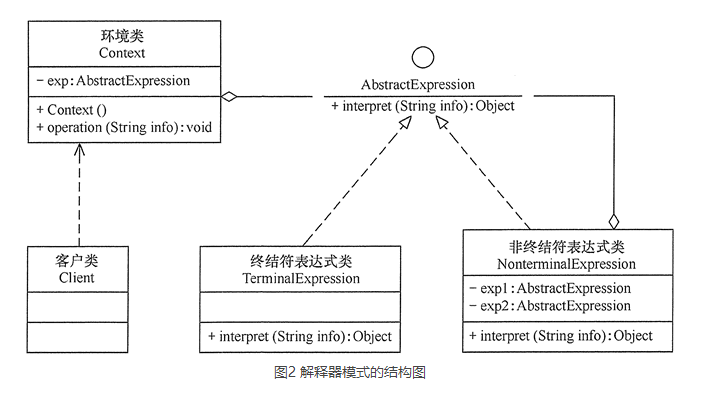 环境类
Context
− exp:AbstractExpression
+ Context ()
+ operation (String info):void
AbstractExpression
+ interpret (String info):Object
客户类
Client
终结符表达式类
TerminalExpression
+ interpret (String info):Object
非终结符表达式类
NonterminalExpression
− exp1:AbstractExpression
− exp2:AbstractExpression
+ interpret (String info):Object
图2 解释器模式的结构图